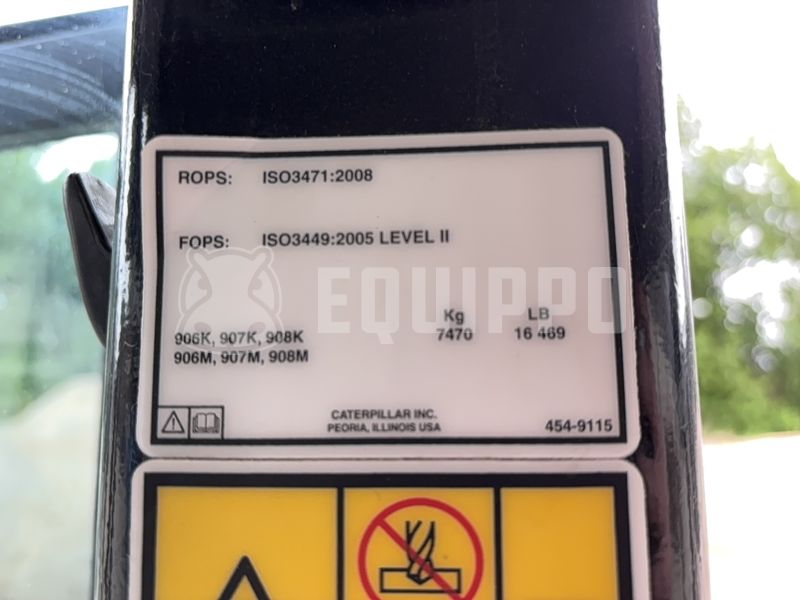 ROPS: ISO3471:2008
FOPS: ISO3449:2005 LEVEL II
EQUIPPO
Kg LB
906K, 907K, 908K 7470 16 469
906M, 907M, 908M
CATERPILLAR INC.
PEORIA, ILLINOIS USA
454-9115